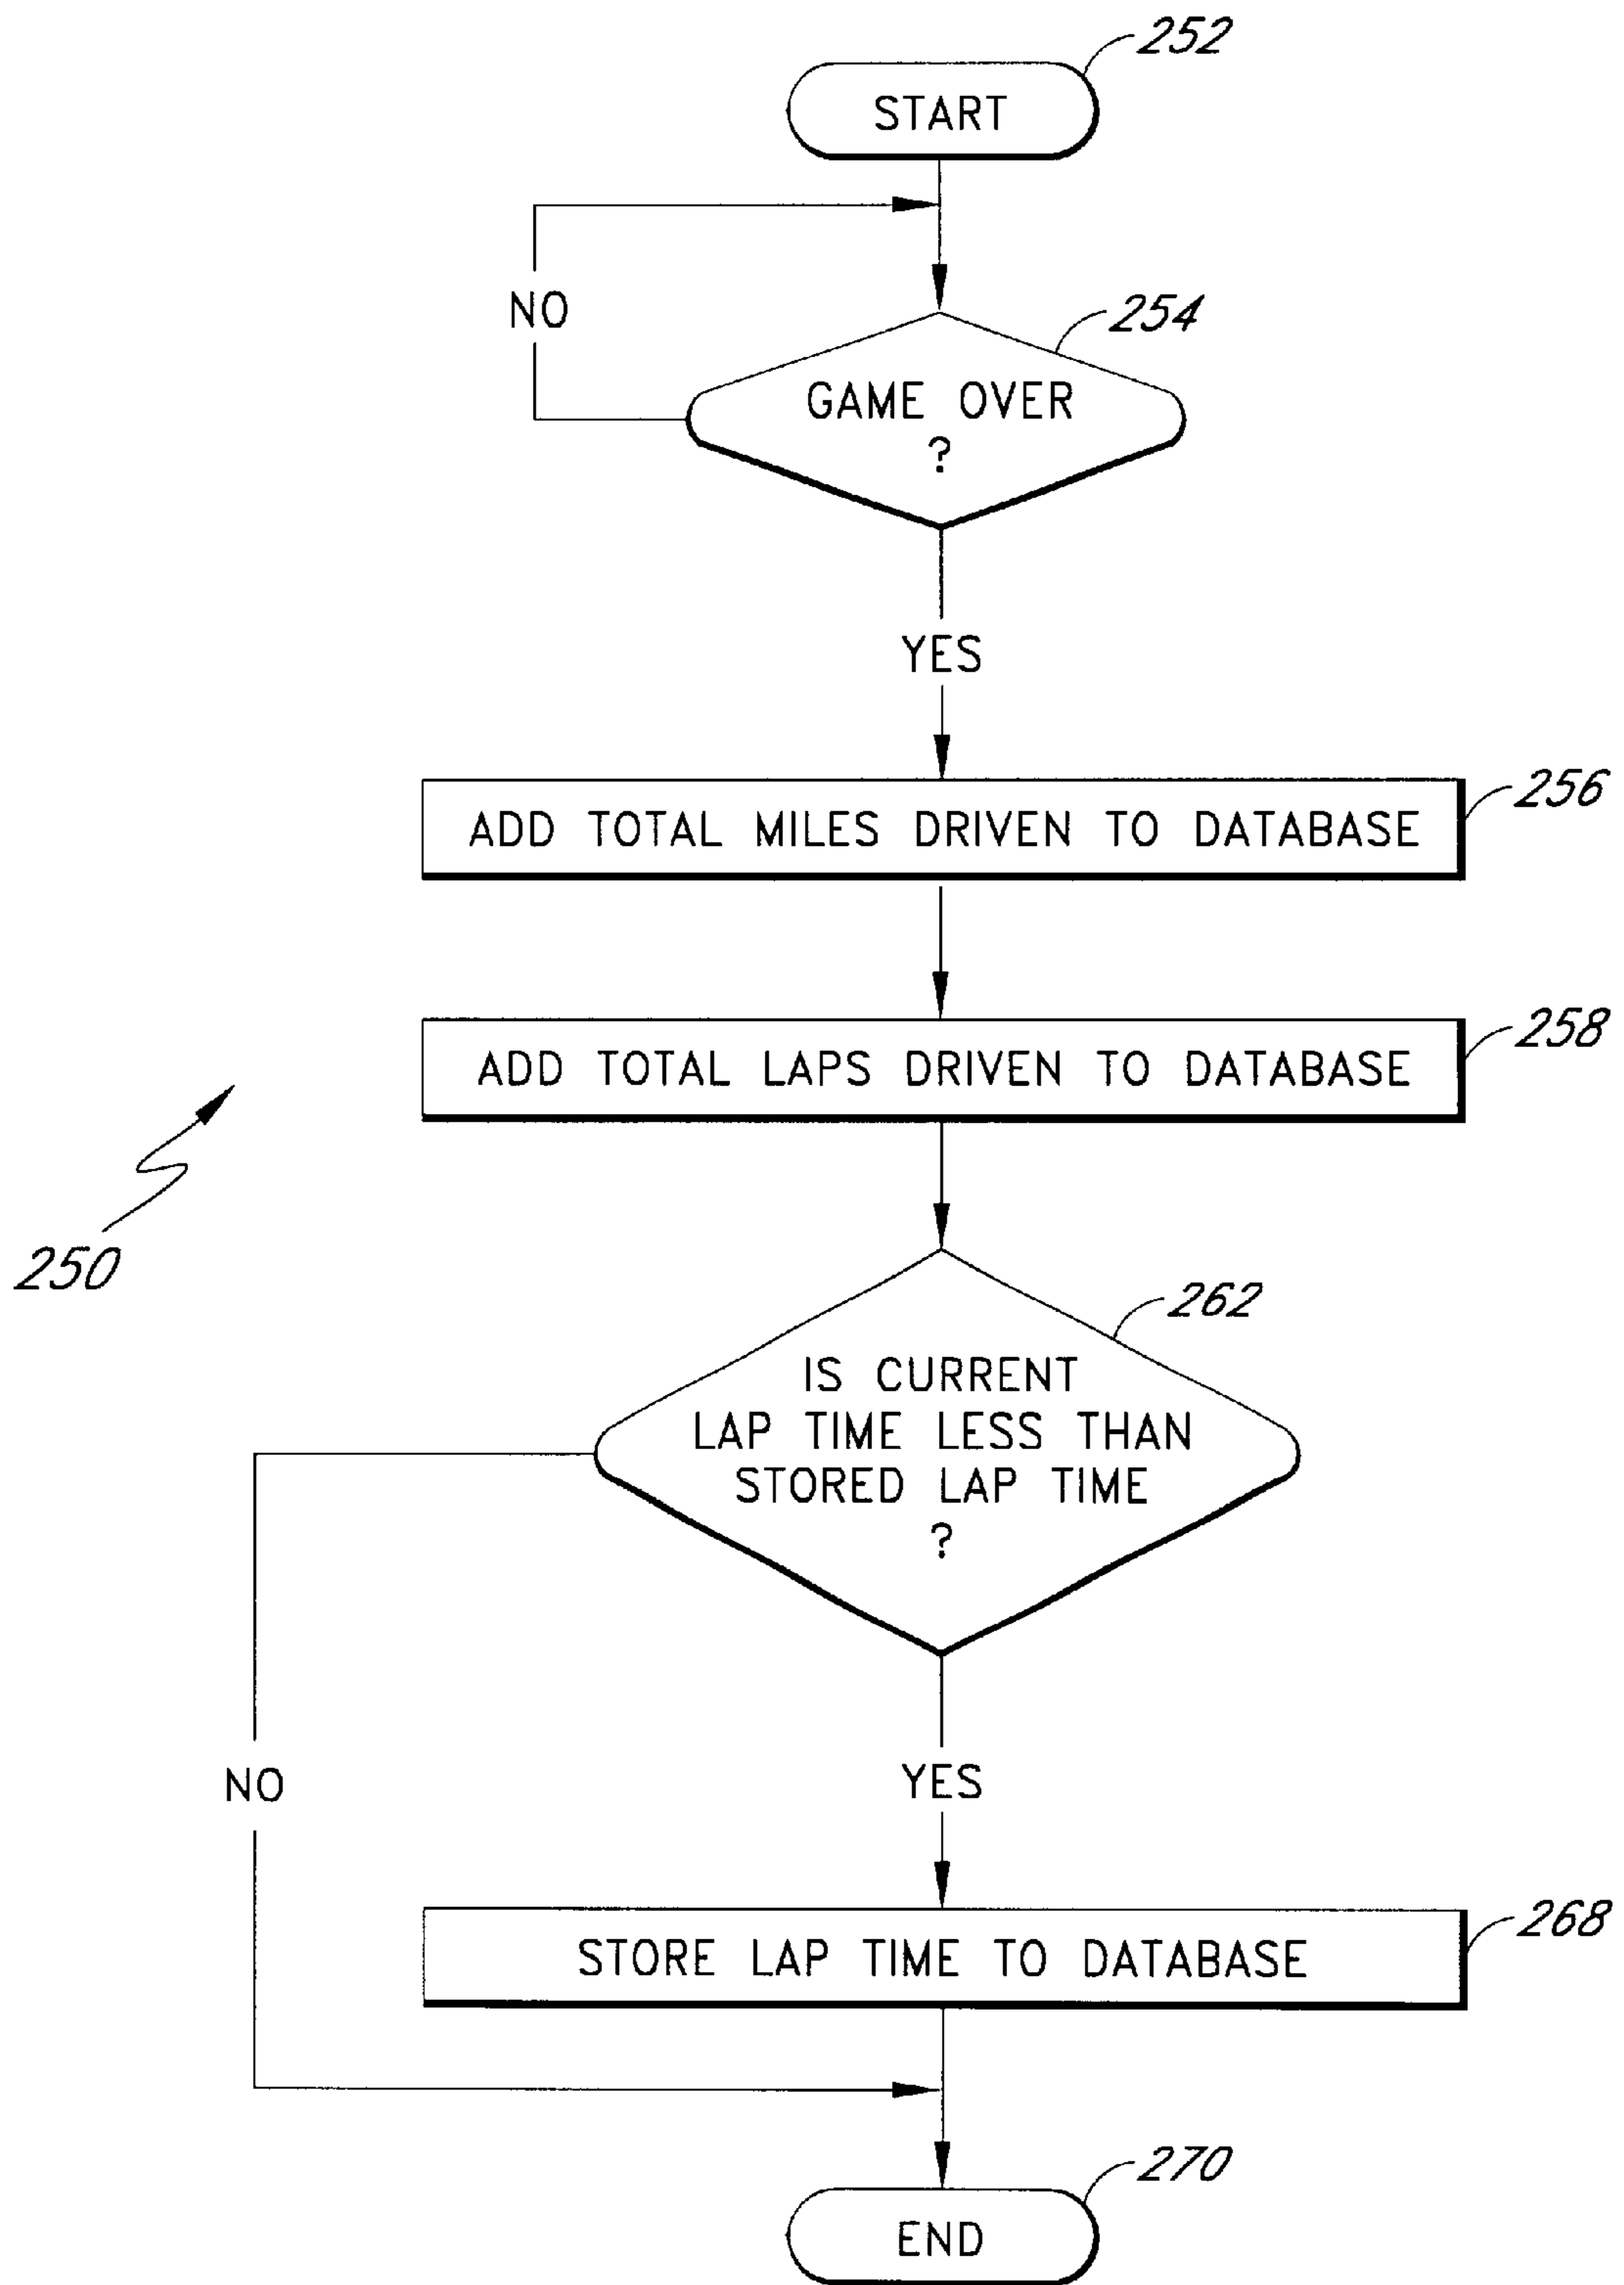 252
START
NO
254
GAME OVER
?
YES
256
ADD TOTAL MILES DRIVEN TO DATABASE
258
ADD TOTAL LAPS DRIVEN TO DATABASE
250
262
IS CURRENT
LAP TIME LESS THAN
STORED LAP TIME
?
NO
YES
268
STORE LAP TIME TO DATABASE
270
END